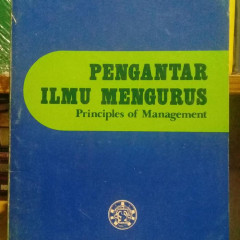 PENGANTAR
ILMU MENGURUS
Principles of Management